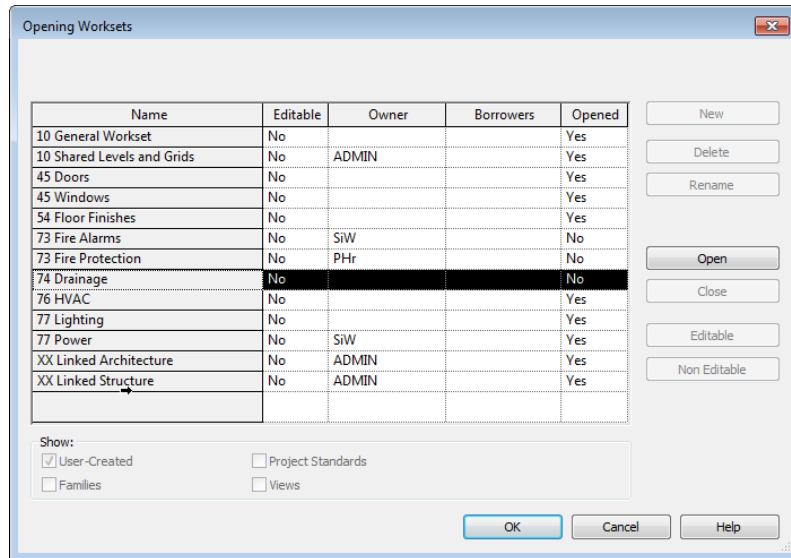 Opening Worksets
Name Editable Owner Borrowers Opened
10 General Workset No Yes
10 Shared Levels and Grids No ADMIN Yes
45 Doors No Yes
45 Windows No Yes
54 Floor Finishes No Yes
73 Fire Alarms No SiW No
73 Fire Protection No PHr No
74 Drainage No No
76 HVAC No Yes
77 Lighting No Yes
77 Power No SiW Yes
XX Linked Architecture No ADMIN Yes
XX Linked Structure No ADMIN Yes
New
Delete
Rename
Open
Close
Editable
Non Editable
Show:
User-Created Project Standards
Families Views
OK Cancel Help